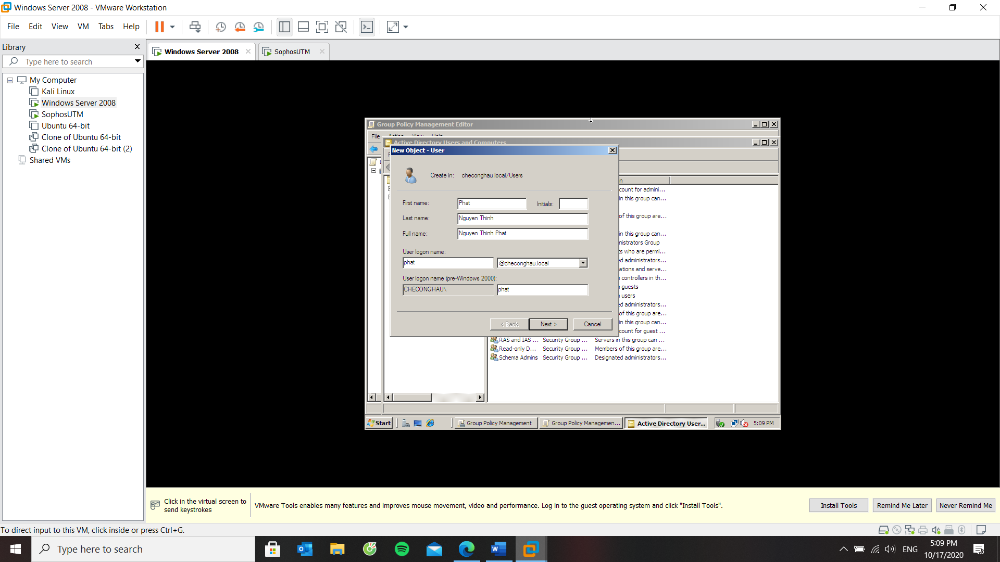 Windows Server 2008 - VMware Workstation
File Edit View VM Tabs Help
Library
Type here to search
My Computer
Kali Linux
Windows Server 2008
SophosUTM
Ubuntu 64-bit
Clone of Ubuntu 64-bit
Clone of Ubuntu 64-bit (2)
Shared VMs
Windows Server 2008
SophosUTM
Group Policy Management Editor
File
Active Directory Users and Computers
New Object - User
Create in: checonghau.local/Users
First name: Phat Initials:
Last name: Nguyen Thinh
Full name: Nguyen Thinh Phat
User logon name:
phat @checonghau.local
User logon name (pre-Windows 2000):
CHECONGHAU\ phat
< Back Next > Cancel
count for admini...
in this group can...
of this group are...
in this group can...
nistrators Group
s who are permi...
d administrators...
ations and serve...
controllers in th...
guests
users
d administrators...
of this group are...
in this group can...
count for guest ...
RAS and IAS ... Security Group ... Servers in this group can ...
Read-only D... Security Group ... Members of this group are...
Schema Admins Security Group ... Designated administrators...
Start Group Policy Management Group Policy Managemen... Active Directory User... 5:09 PM
Click in the virtual screen to
send keystrokes
VMware Tools enables many features and improves mouse movement, video and performance. Log in to the guest operating system and click "Install Tools".
Install Tools Remind Me Later Never Remind Me
To direct input to this VM, click inside or press Ctrl+G.
Type here to search
ENG
5:09 PM
10/17/2020